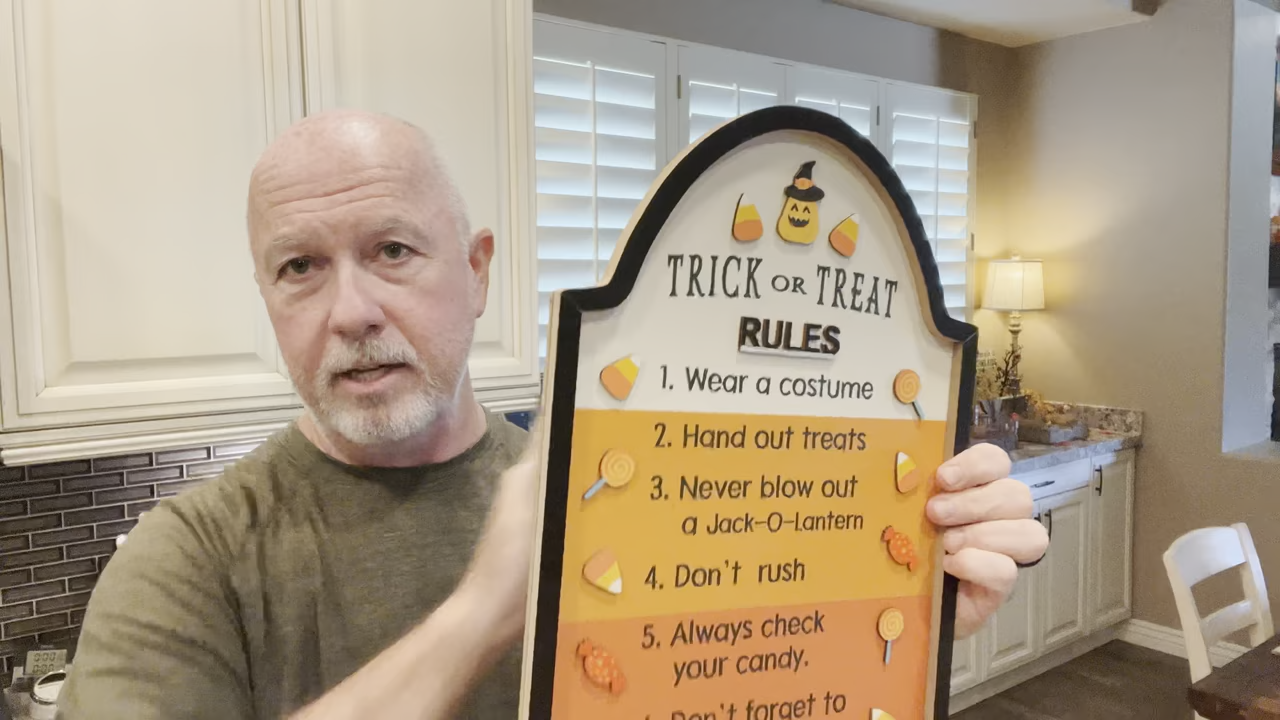 TRICK OR TREAT
RULES
1. Wear a costume
2. Hand out treats
3. Never blow out
a Jack-O-Lantern
4. Don't rush
5. Always check
your candy.
Don't forget to